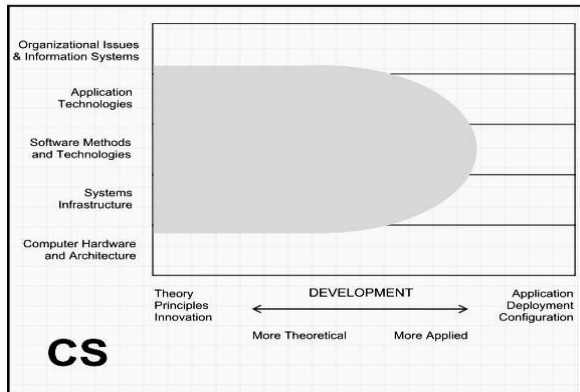 Organizational Issues
& Information Systems
Application
Technologies
Software Methods
and Technologies
Systems
Infrastructure
Computer Hardware
and Architecture
Theory
Principles
Innovation
DEVELOPMENT
More Theoretical
More Applied
Application
Deployment
Configuration
CS